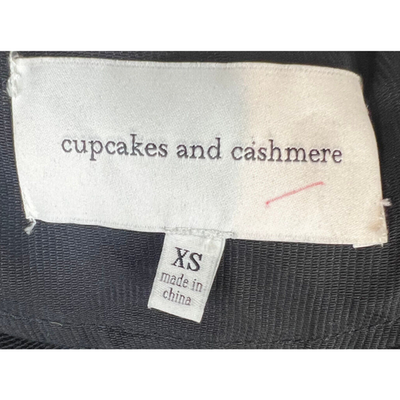 cupcakes and cashmere
XS
made in
china